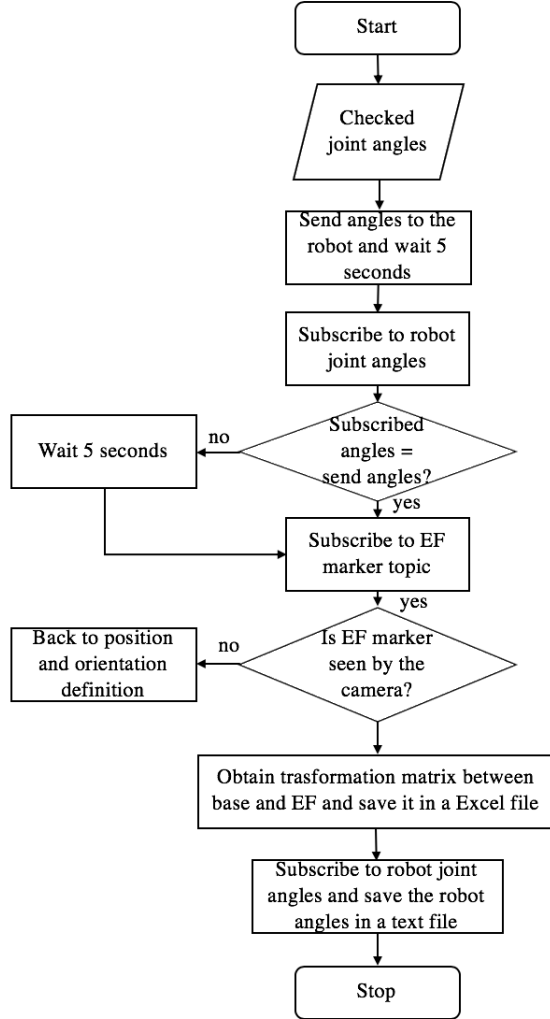 Start
Checked
joint angles
Send angles to the
robot and wait 5
seconds
Subscribe to robot
joint angles
Subscribed
angles =
send angles?
no
Wait 5 seconds
yes
Subscribe to EF
marker topic
yes
Is EF marker
seen by the
camera?
no
Back to position
and orientation
definition
Obtain trasformation matrix between
base and EF and save it in a Excel file
Subscribe to robot joint
angles and save the robot
angles in a text file
Stop